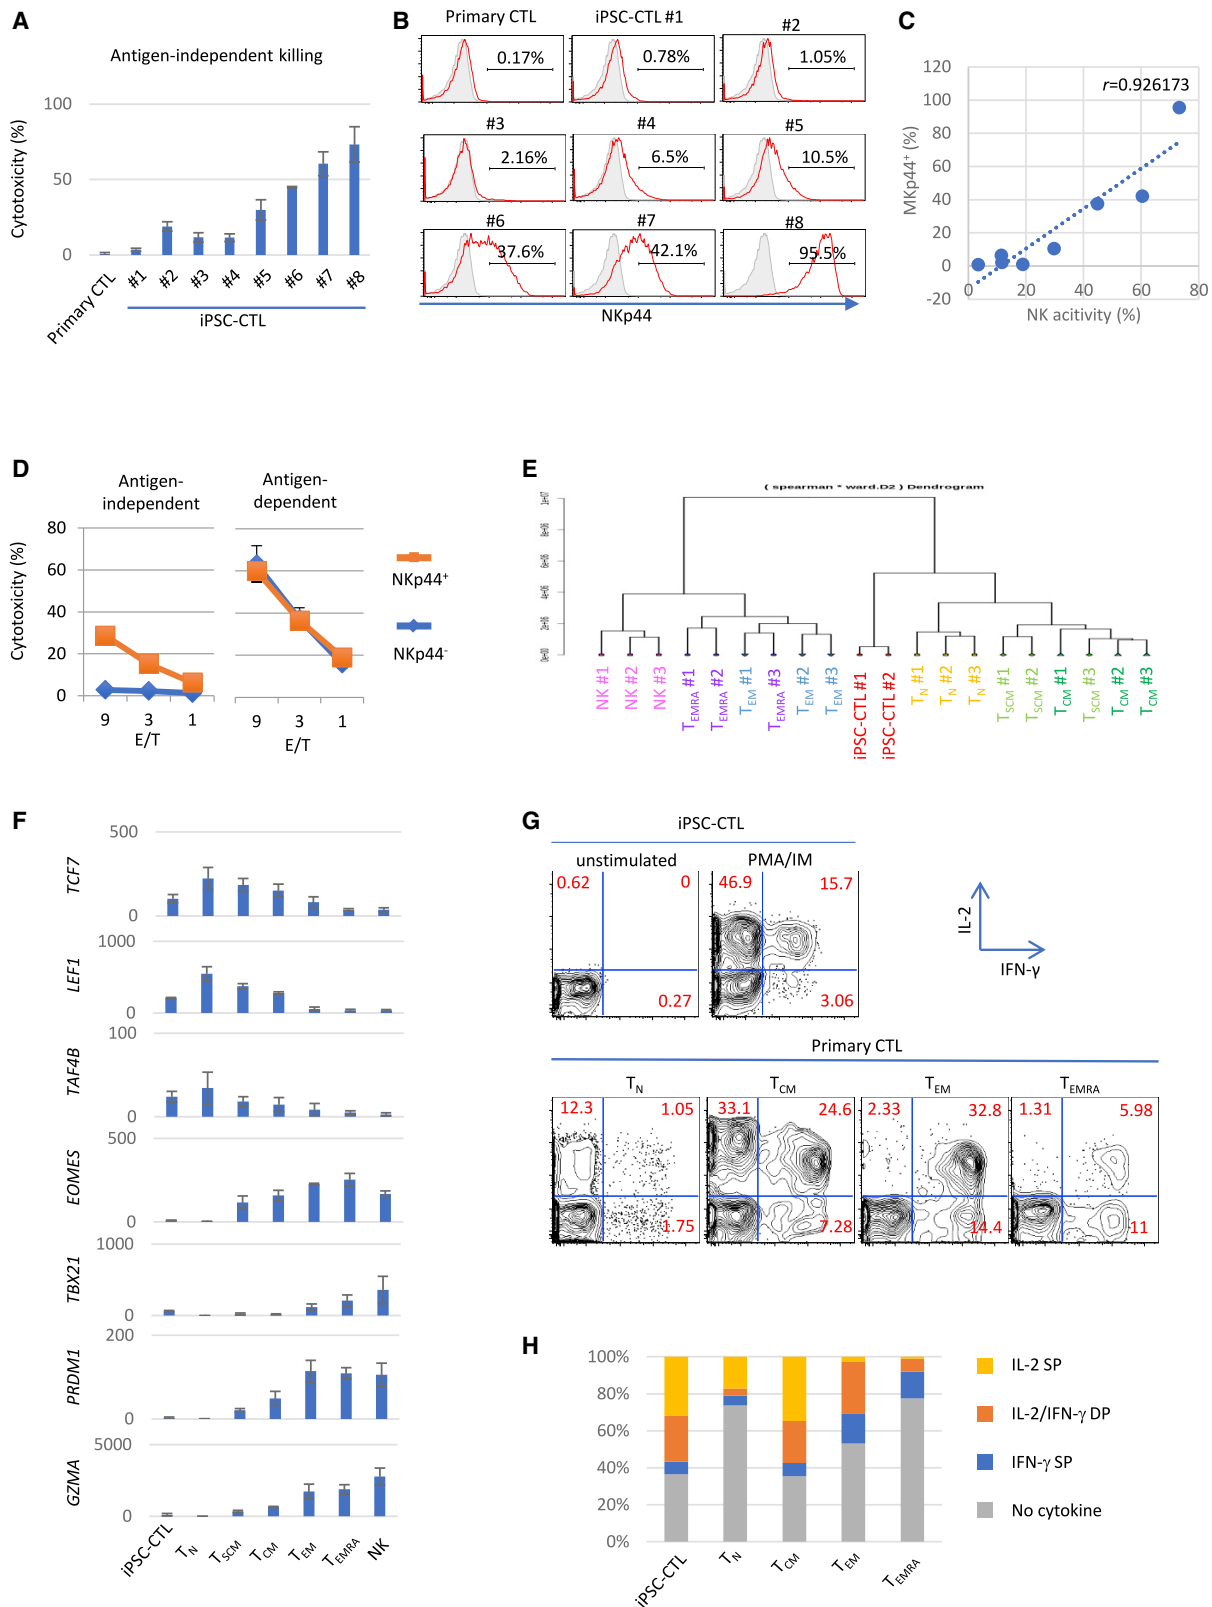 A
Antigen-independent killing
Cytotoxicity (%)
100
50
0
Primary CTL
#1
#2
#3
#4
#5
#6
#7
#8
iPSC-CTL
B
Primary CTL
iPSC-CTL #1
#2
0.17%
0.78%
1.05%
#3
#4
#5
2.16%
6.5%
10.5%
#6
#7
#8
37.6%
42.1%
95.5%
NKp44
C
r=0.926173
MKp44+ (%)
120
100
80
60
40
20
0
-20
0
20
40
60
80
NK acitivity (%)
D
Antigen-
independent
Antigen-
dependent
Cytotoxicity (%)
80
60
40
20
0
9 3 1
E/T
9 3 1
E/T
NKp44+
NKp44-
E
( spearman * ward.D2 ) Dendrogram
1e+07
8e+06
6e+06
4e+06
2e+06
0e+00
NK #1
NK #2
NK #3
TEMRA #1
TEMRA #2
TEM #1
TEMRA #3
TEM #2
TEM #3
iPSC-CTL #1
iPSC-CTL #2
TN #1
TN #2
TN #3
TSCM #1
TSCM #2
TCM #1
TSCM #3
TCM #2
TCM #3
F
TCF7
500
0
LEF1
1000
0
TAF4B
100
0
EOMES
500
0
TBX21
1000
0
PRDM1
200
0
GZMA
5000
0
iPSC-CTL
TN
TSCM
TCM
TEM
TEMRA
NK
G
iPSC-CTL
unstimulated
PMA/IM
0.62
0
0.27
46.9
15.7
3.06
IL-2
IFN-γ
Primary CTL
TN
TCM
TEM
TEMRA
12.3
1.05
1.75
33.1
24.6
7.28
2.33
32.8
14.4
1.31
5.98
11
H
100%
80%
60%
40%
20%
0%
iPSC-CTL
TN
TCM
TEM
TEMRA
IL-2 SP
IL-2/IFN-γ DP
IFN-γ SP
No cytokine